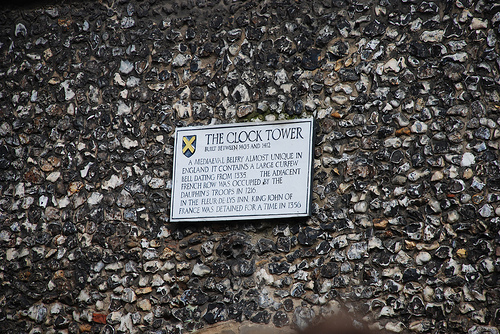 THE CLOCK TOWER
BUILT BETWEEN 1403 AND 1412
A MEDIAEVAL BELFRY ALMOST UNIQUE IN
ENGLAND IT CONTAINS A LARGE CURFEW
BELL DATING FROM 1335 THE ADJACENT
FRENCH ROW WAS OCCUPIED BY THE
DAUPHIN'S TROOPS IN 1216
IN THE FLEUR-DE-LYS INN. KING JOHN OF
FRANCE WAS DETAINED FOR A TIME IN 1356